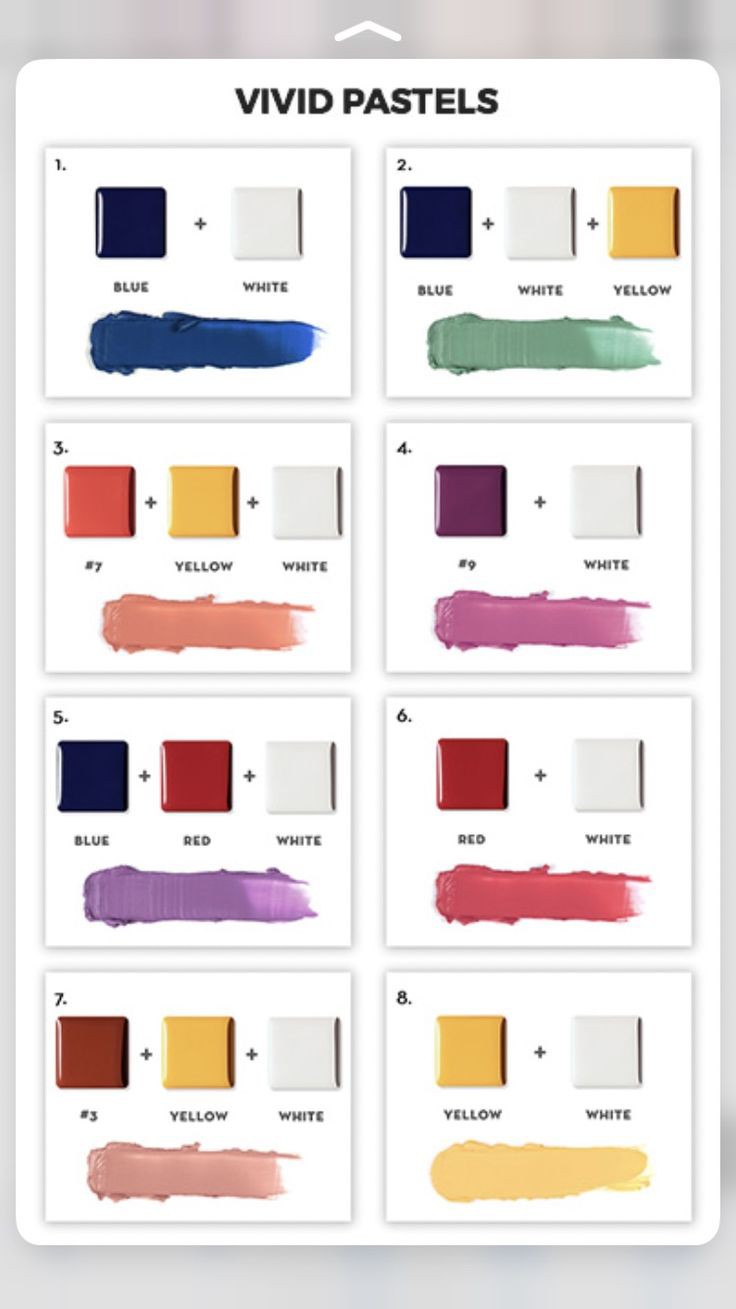 VIVID PASTELS
1.
+
BLUE WHITE
2.
+ +
BLUE WHITE YELLOW
3.
+ +
#7 YELLOW WHITE
4.
+
#9 WHITE
5.
+ +
BLUE RED WHITE
6.
+
RED WHITE
7.
+ +
#3 YELLOW WHITE
8.
+
YELLOW WHITE